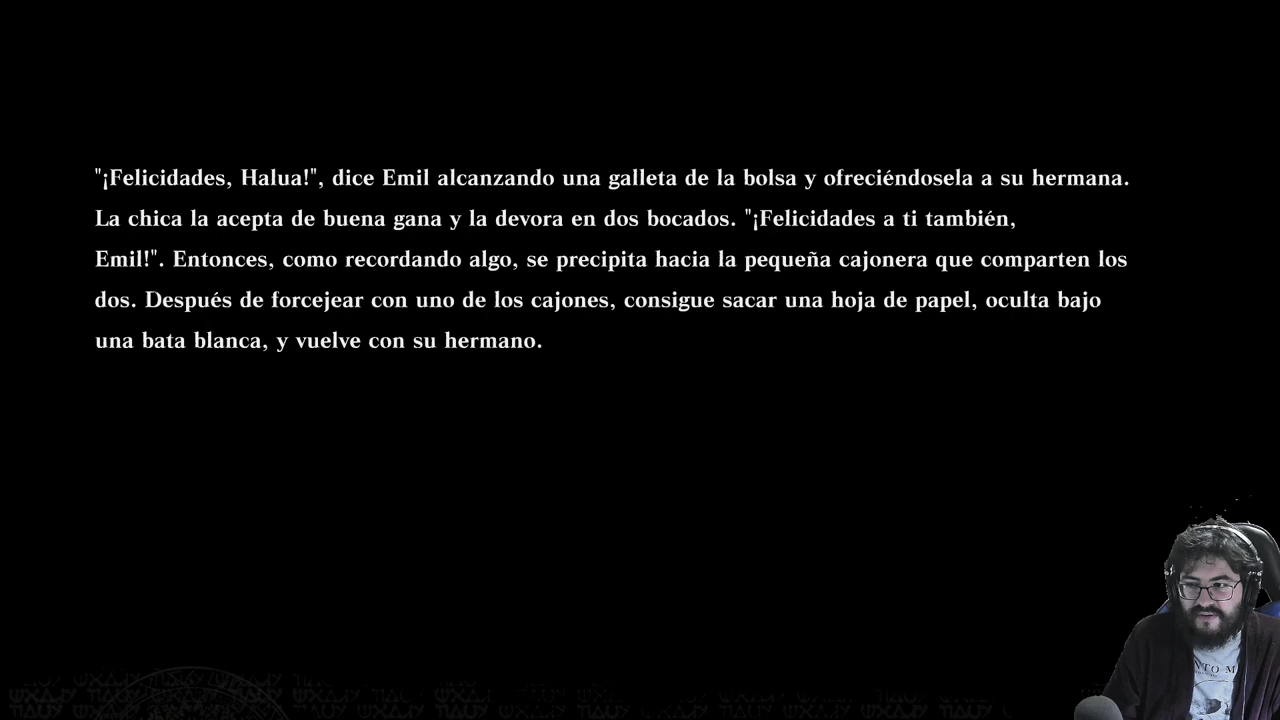 "¡Felicidades, Halua!", dice Emil alcanzando una galleta de la bolsa y ofreciéndosela a su hermana.
La chica la acepta de buena gana y la devora en dos bocados. "¡Felicidades a ti también,
Emil!". Entonces, como recordando algo, se precipita hacia la pequeña cajonera que comparten los
dos. Después de forcejear con uno de los cajones, consigue sacar una hoja de papel, oculta bajo
una bata blanca, y vuelve con su hermano.